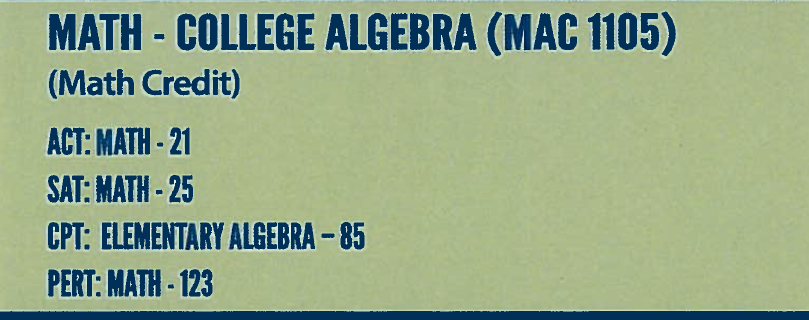 MATH - COLLEGE ALGEBRA (MAC 1105)
(Math Credit)
ACT: MATH - 21
SAT: MATH - 25
CPT: ELEMENTARY ALGEBRA – 85
PERT: MATH - 123